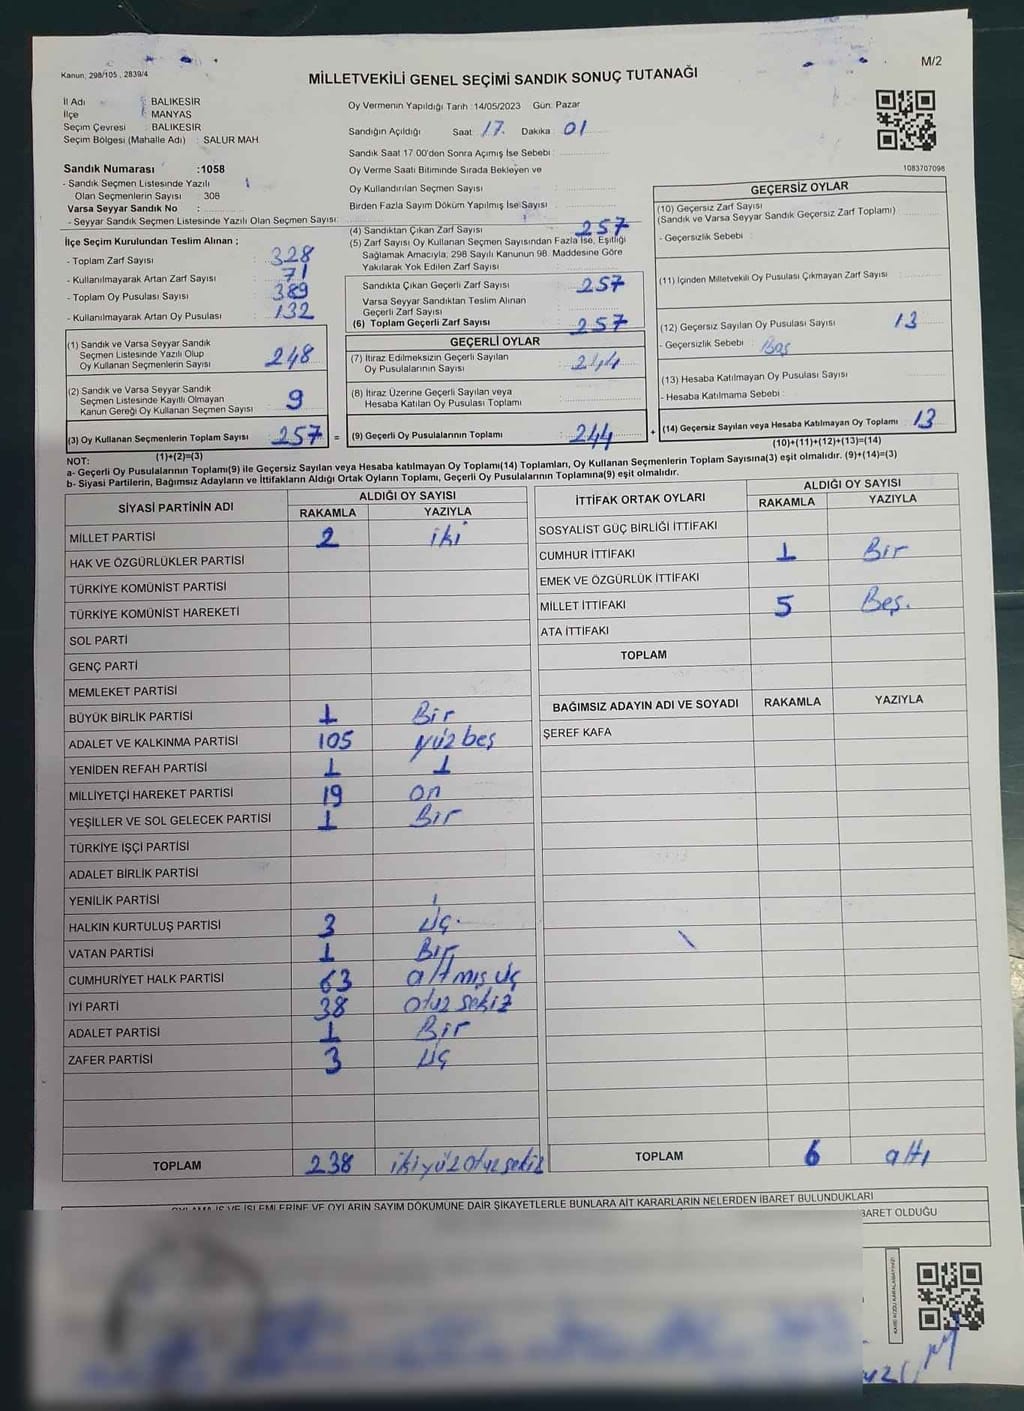 Kanun, 298/105 , 2839/4
M/2
MİLLETVEKİLİ GENEL SEÇİMİ SANDIK SONUÇ TUTANAĞI
İl Adı : BALIKESİR
İlçe : MANYAS
Seçim Çevresi : BALIKESİR
Seçim Bölgesi (Mahalle Adı) : SALUR MAH.
Sandık Numarası :1058
- Sandık Seçmen Listesinde Yazılı
Olan Seçmenlerin Sayısı : 308
Varsa Seyyar Sandık No :
- Seyyar Sandık Seçmen Listesinde Yazılı Olan Seçmen Sayısı :
İlçe Seçim Kurulundan Teslim Alınan ;
- Toplam Zarf Sayısı : 328
- Kullanılmayarak Artan Zarf Sayısı : 71
- Toplam Oy Pusulası Sayısı : 389
- Kullanılmayarak Artan Oy Pusulası : 132
(1) Sandık ve Varsa Seyyar Sandık
Seçmen Listesinde Yazılı Olup
Oy Kullanan Seçmenlerin Sayısı : 248
(2) Sandık ve Varsa Seyyar Sandık
Seçmen Listesinde Kayıtlı Olmayan
Kanun Gereği Oy Kullanan Seçmen Sayısı : 9
(3) Oy Kullanan Seçmenlerin Toplam Sayısı : 257 =
(1)+(2)=(3)
Oy Vermenin Yapıldığı Tarih :14/05/2023 Gün: Pazar
Sandığın Açıldığı Saat: 17. Dakika: 01
Sandık Saat 17.00'den Sonra Açımış İse Sebebi :
Oy Verme Saati Bitiminde Sırada Bekleyen ve
Oy Kullandırılan Seçmen Sayısı :
Birden Fazla Sayım Döküm Yapılmış İse Sayısı :
(4) Sandıktan Çıkan Zarf Sayısı : 257
(5) Zarf Sayısı Oy Kullanan Seçmen Sayısından Fazla İse, Eşitliği
Sağlamak Amacıyla, 298 Sayılı Kanunun 98. Maddesine Göre
Yakılarak Yok Edilen Zarf Sayısı :
Sandıkta Çıkan Geçerli Zarf Sayısı : 257
Varsa Seyyar Sandıktan Teslim Alınan
Geçerli Zarf Sayısı :
(6) Toplam Geçerli Zarf Sayısı : 257
GEÇERLİ OYLAR
(7) İtiraz Edilmeksizin Geçerli Sayılan
Oy Pusulalarının Sayısı : 244
(8) İtiraz Üzerine Geçerli Sayılan veya
Hesaba Katılan Oy Pusulası Toplamı :
(9) Geçerli Oy Pusulalarının Toplamı : 244 +
1083707098
GEÇERSİZ OYLAR
(10) Geçersiz Zarf Sayısı
(Sandık ve Varsa Seyyar Sandık Geçersiz Zarf Toplamı) :
- Geçersizlik Sebebi :
(11) İçinden Milletvekili Oy Pusulası Çıkmayan Zarf Sayısı :
(12) Geçersiz Sayılan Oy Pusulası Sayısı : 13
- Geçersizlik Sebebi : Boş
(13) Hesaba Katılmayan Oy Pusulası Sayısı :
- Hesaba Katılmama Sebebi :
(14) Geçersiz Sayılan veya Hesaba Katılmayan Oy Toplamı : 13
(10)+(11)+(12)+(13)=(14)
NOT:
a- Geçerli Oy Pusulalarının Toplamı(9) ile Geçersiz Sayılan veya Hesaba katılmayan Oy Toplamı(14) Toplamları, Oy Kullanan Seçmenlerin Toplam Sayısına(3) eşit olmalıdır. (9)+(14)=(3)
b- Siyasi Partilerin, Bağımsız Adayların ve İttifakların Aldığı Ortak Oyların Toplamı, Geçerli Oy Pusulalarının Toplamına(9) eşit olmalıdır.
SİYASİ PARTİNİN ADI ALDIĞI OY SAYISI
RAKAMLA YAZIYLA
MİLLET PARTİSİ 2 iki
HAK VE ÖZGÜRLÜKLER PARTİSİ
TÜRKİYE KOMÜNİST PARTİSİ
TÜRKİYE KOMÜNİST HAREKETİ
SOL PARTİ
GENÇ PARTİ
MEMLEKET PARTİSİ
BÜYÜK BİRLİK PARTİSİ 1 Bir
ADALET VE KALKINMA PARTİSİ 105 yüz beş
YENİDEN REFAH PARTİSİ 1 1
MİLLİYETÇİ HAREKET PARTİSİ 19 on
YEŞİLLER VE SOL GELECEK PARTİSİ 1 Bir
TÜRKİYE İŞÇİ PARTİSİ
ADALET BİRLİK PARTİSİ
YENİLİK PARTİSİ
HALKIN KURTULUŞ PARTİSİ 3 üç
VATAN PARTİSİ 1 Bir
CUMHURİYET HALK PARTİSİ 63 altmış üç
İYİ PARTİ 38 otuz sekiz
ADALET PARTİSİ 1 Bir
ZAFER PARTİSİ 3 üç
TOPLAM 238 ikiyüz otuz sekiz
İTTİFAK ORTAK OYLARI ALDIĞI OY SAYISI
RAKAMLA YAZIYLA
SOSYALİST GÜÇ BİRLİĞİ İTTİFAKI
CUMHUR İTTİFAKI 1 Bir
EMEK VE ÖZGÜRLÜK İTTİFAKI
MİLLET İTTİFAKI 5 Beş.
ATA İTTİFAKI
TOPLAM
BAĞIMSIZ ADAYIN ADI VE SOYADI RAKAMLA YAZIYLA
ŞEREF KAFA
TOPLAM 6 altı
VE İŞLEMLERİNE VE OYLARIN SAYIM DÖKÜMÜNE DAİR ŞİKAYETLERLE BUNLARA AİT KARARLARIN NELERDEN İBARET BULUNDUKLARI
BARET OLDUĞU